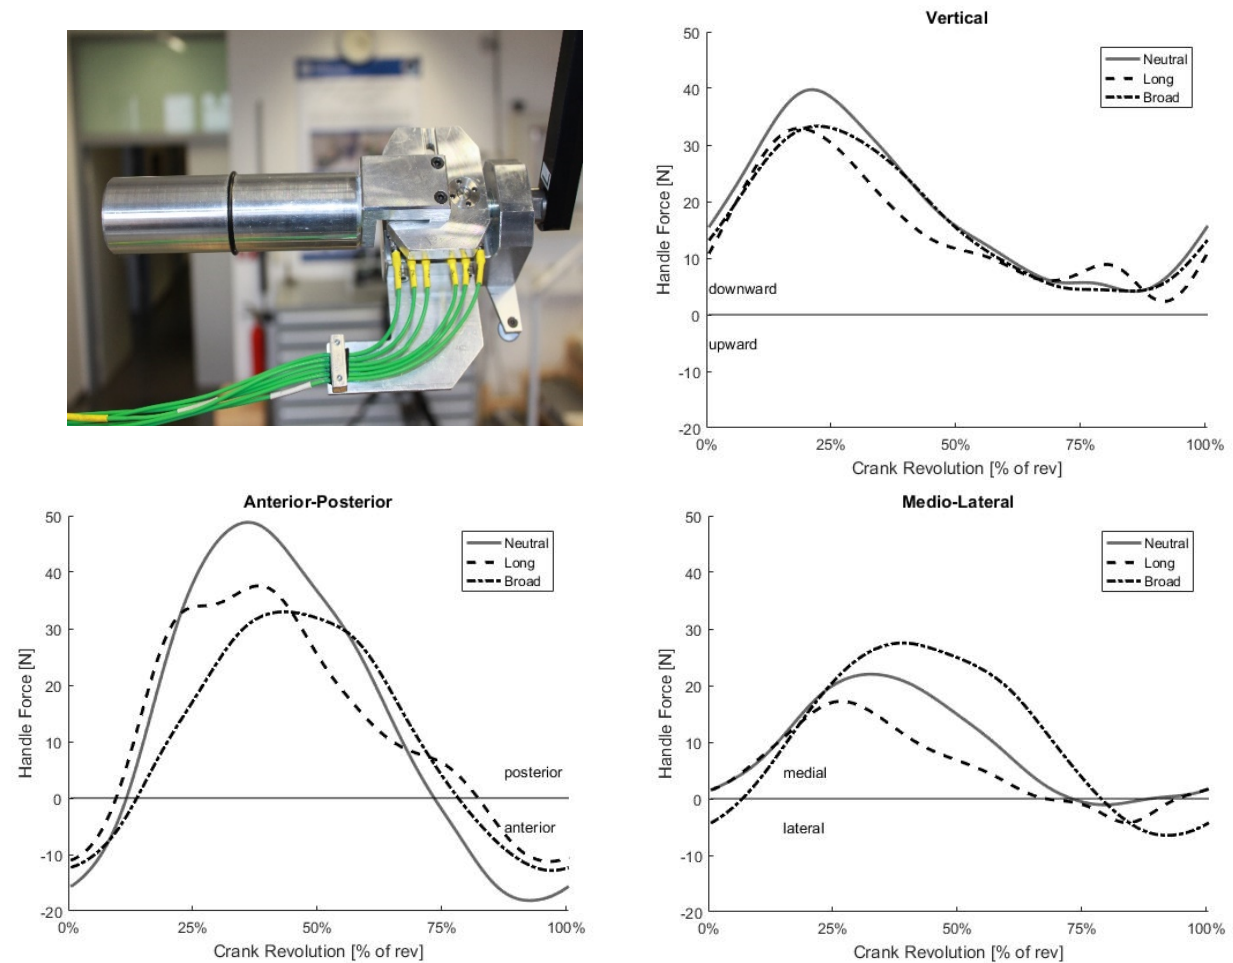 Vertical
50
40
30
20
10
0
-10
-20
Handle Force [N]
Neutral
Long
Broad
downward
upward
0%
25%
50%
75%
100%
Crank Revolution [% of rev]
Anterior-Posterior
50
40
30
20
10
0
-10
-20
Handle Force [N]
Neutral
Long
Broad
posterior
anterior
0%
25%
50%
75%
100%
Crank Revolution [% of rev]
Medio-Lateral
50
40
30
20
10
0
-10
-20
Handle Force [N]
Neutral
Long
Broad
medial
lateral
0%
25%
50%
75%
100%
Crank Revolution [% of rev]